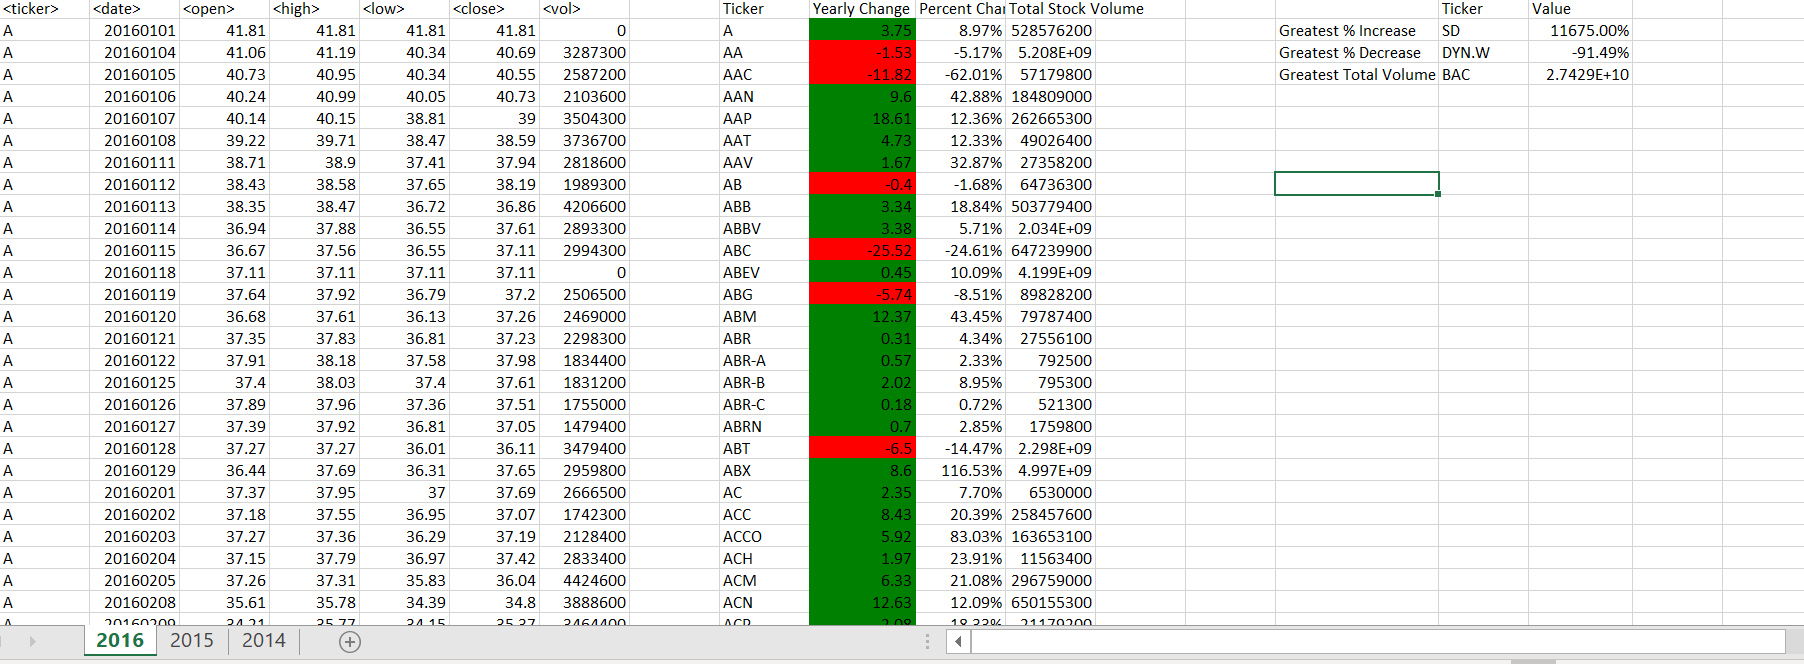 <ticker> <date> <open> <high> <low> <close> <vol> Ticker Yearly Change Percent Chan Total Stock Volume Ticker Value
A 20160101 41.81 41.81 41.81 41.81 0 A 3.75 8.97% 528576200 Greatest % Increase SD 11675.00%
A 20160104 41.06 41.19 40.34 40.69 3287300 AA -1.53 -5.17% 5.208E+09 Greatest % Decrease DYN.W -91.49%
A 20160105 40.73 40.95 40.34 40.55 2587200 AAC -11.82 -62.01% 57179800 Greatest Total Volume BAC 2.7429E+10
A 20160106 40.24 40.99 40.05 40.73 2103600 AAN 9.6 42.88% 184809000
A 20160107 40.14 40.15 38.81 39 3504300 AAP 18.61 12.36% 262665300
A 20160108 39.22 39.71 38.47 38.59 3736700 AAT 4.73 12.33% 49026400
A 20160111 38.71 38.9 37.41 37.94 2818600 AAV 1.67 32.87% 27358200
A 20160112 38.43 38.58 37.65 38.19 1989300 AB -0.4 -1.68% 64736300
A 20160113 38.35 38.47 36.72 36.86 4206600 ABB 3.34 18.84% 503779400
A 20160114 36.94 37.88 36.55 37.61 2893300 ABBV 3.38 5.71% 2.034E+09
A 20160115 36.67 37.56 36.55 37.11 2994300 ABC -25.52 -24.61% 647239900
A 20160118 37.11 37.11 37.11 37.11 0 ABEV 0.45 10.09% 4.199E+09
A 20160119 37.64 37.92 36.79 37.2 2506500 ABG -5.74 -8.51% 89828200
A 20160120 36.68 37.61 36.13 37.26 2469000 ABM 12.37 43.45% 79787400
A 20160121 37.35 37.83 36.81 37.23 2298300 ABR 0.31 4.34% 27556100
A 20160122 37.91 38.18 37.58 37.98 1834400 ABR-A 0.57 2.33% 792500
A 20160125 37.4 38.03 37.4 37.61 1831200 ABR-B 2.02 8.95% 795300
A 20160126 37.89 37.96 37.36 37.51 1755000 ABR-C 0.18 0.72% 521300
A 20160127 37.39 37.92 36.81 37.05 1479400 ABRN 0.7 2.85% 1759800
A 20160128 37.27 37.27 36.01 36.11 3479400 ABT -6.5 -14.47% 2.298E+09
A 20160129 36.44 37.69 36.31 37.65 2959800 ABX 8.6 116.53% 4.997E+09
A 20160201 37.37 37.95 37 37.69 2666500 AC 2.35 7.70% 6530000
A 20160202 37.18 37.55 36.95 37.07 1742300 ACC 8.43 20.39% 258457600
A 20160203 37.27 37.36 36.29 37.19 2128400 ACCO 5.92 83.03% 163653100
A 20160204 37.15 37.79 36.97 37.42 2833400 ACH 1.97 23.91% 11563400
A 20160205 37.26 37.31 35.83 36.04 4424600 ACM 6.33 21.08% 296759000
A 20160208 35.61 35.78 34.39 34.8 3888600 ACN 12.63 12.09% 650155300
A 20160209 34.21 35.77 34.15 35.37 3464400 ACP 2.08 18.33% 21179200
2016 2015 2014